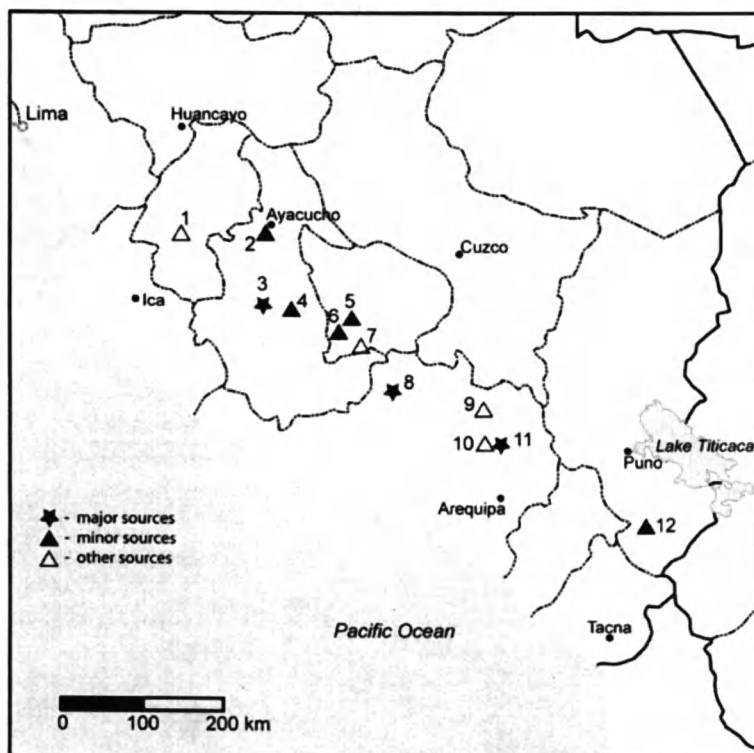 Lima
Huancayo
1
Ayacucho
2
Cuzco
3
4
Ica
5
6
7
8
9
10
11
Lake Titicaca
Puno
Arequipa
- major sources
- minor sources
- other sources
12
Pacific Ocean
Tacna
0 100 200 km